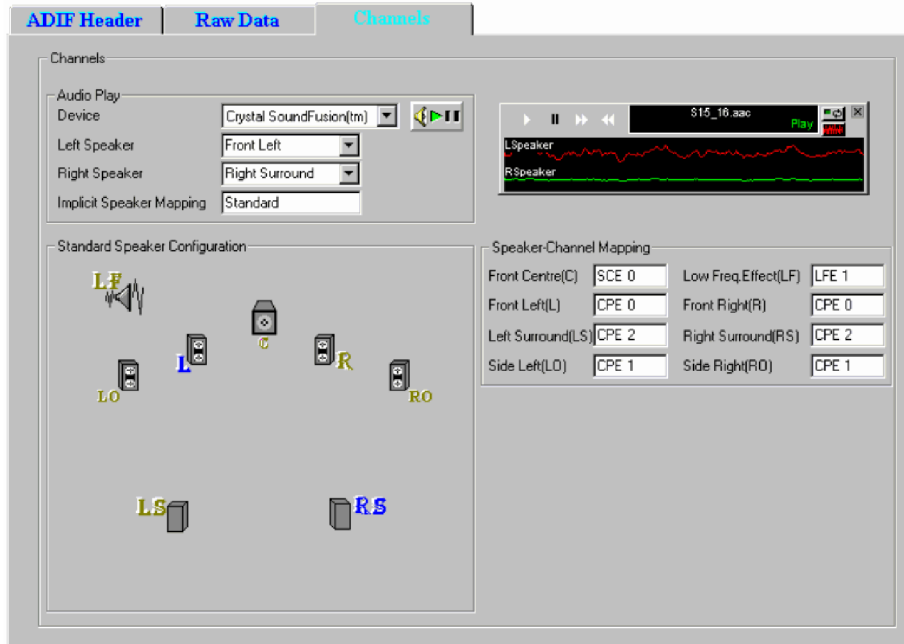 ADIF Header Raw Data Channels
Channels
Audio Play
Device Crystal SoundFusion(tm)
Left Speaker Front Left
Right Speaker Right Surround
Implicit Speaker Mapping Standard
S15_16.aac
Play
LSpeaker
RSpeaker
Standard Speaker Configuration
LF
C
L
R
LO
RO
LS
RS
Speaker-Channel Mapping
Front Centre(C) SCE 0 Low Freq.Effect(LF) LFE 1
Front Left(L) CPE 0 Front Right(R) CPE 0
Left Surround(LS) CPE 2 Right Surround(RS) CPE 2
Side Left(LO) CPE 1 Side Right(RO) CPE 1